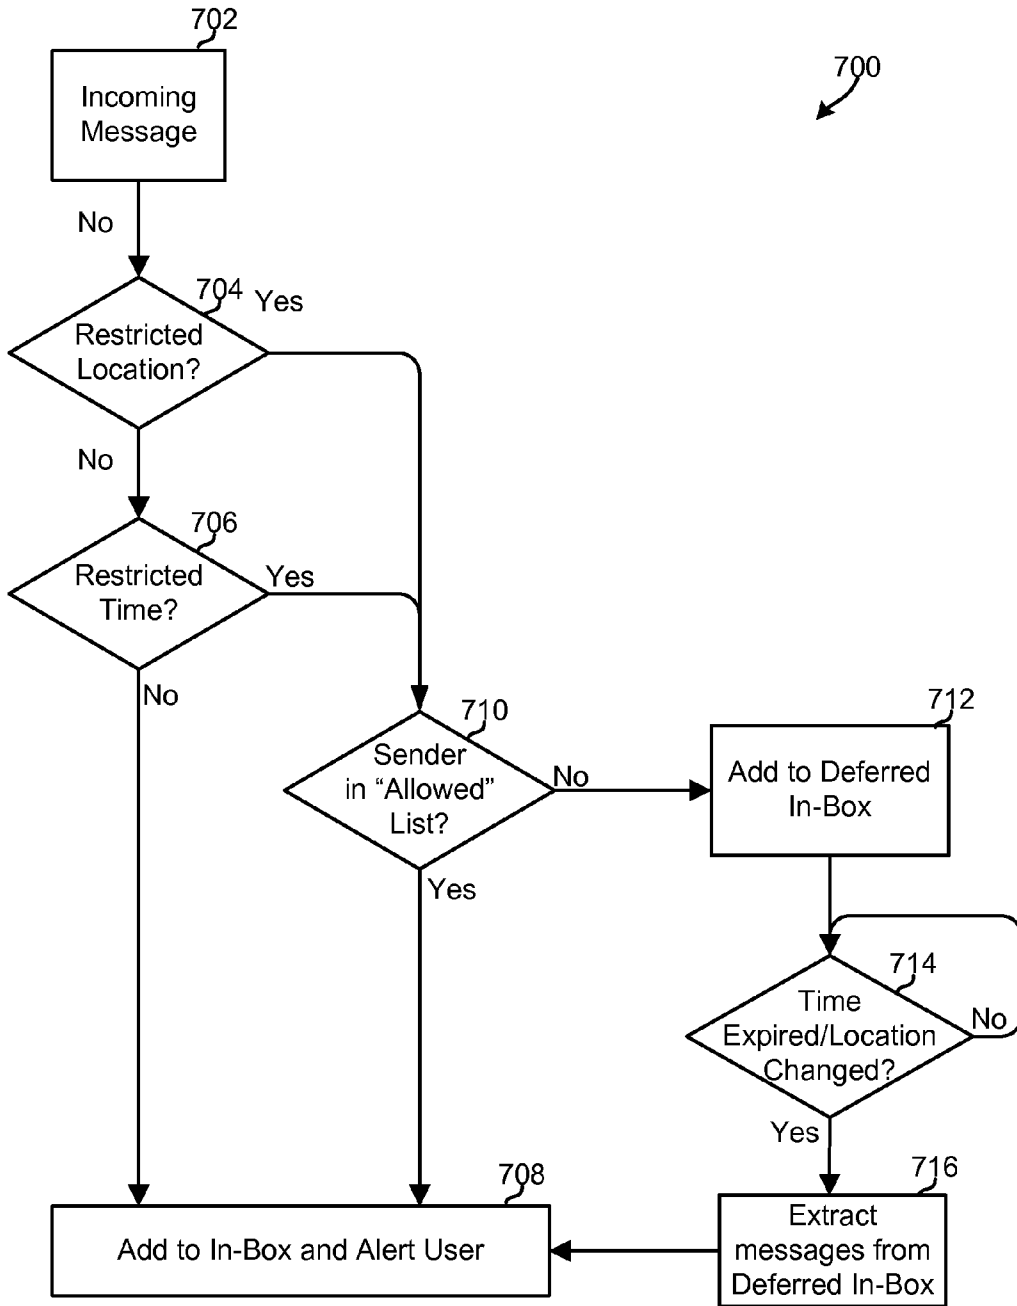 702
Incoming
Message
700
No
704
Yes
Restricted
Location?
No
706
Restricted
Time?
Yes
No
710
Sender
in “Allowed”
List?
No
712
Add to Deferred
In-Box
Yes
714
Time
Expired/Location
Changed?
No
Yes
708
Add to In-Box and Alert User
716
Extract
messages from
Deferred In-Box